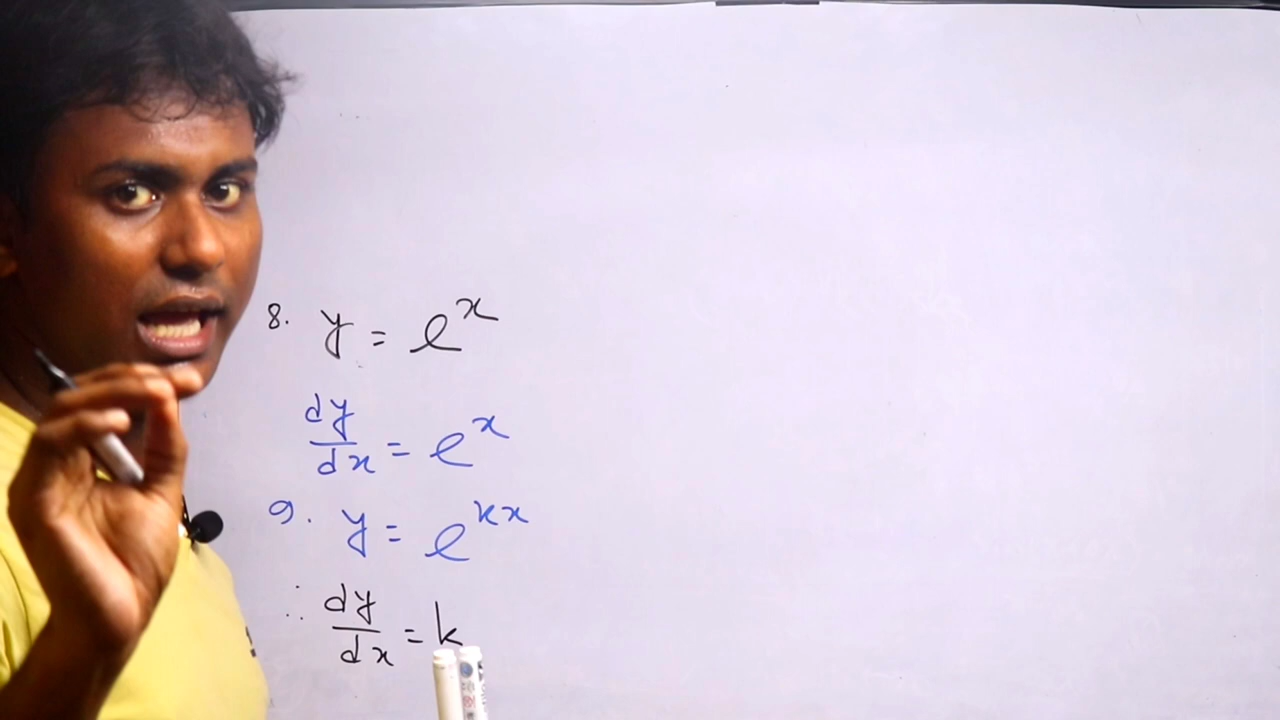 8. y = e^x
dy/dx = e^x
9. y = e^kx
∴ dy/dx = k